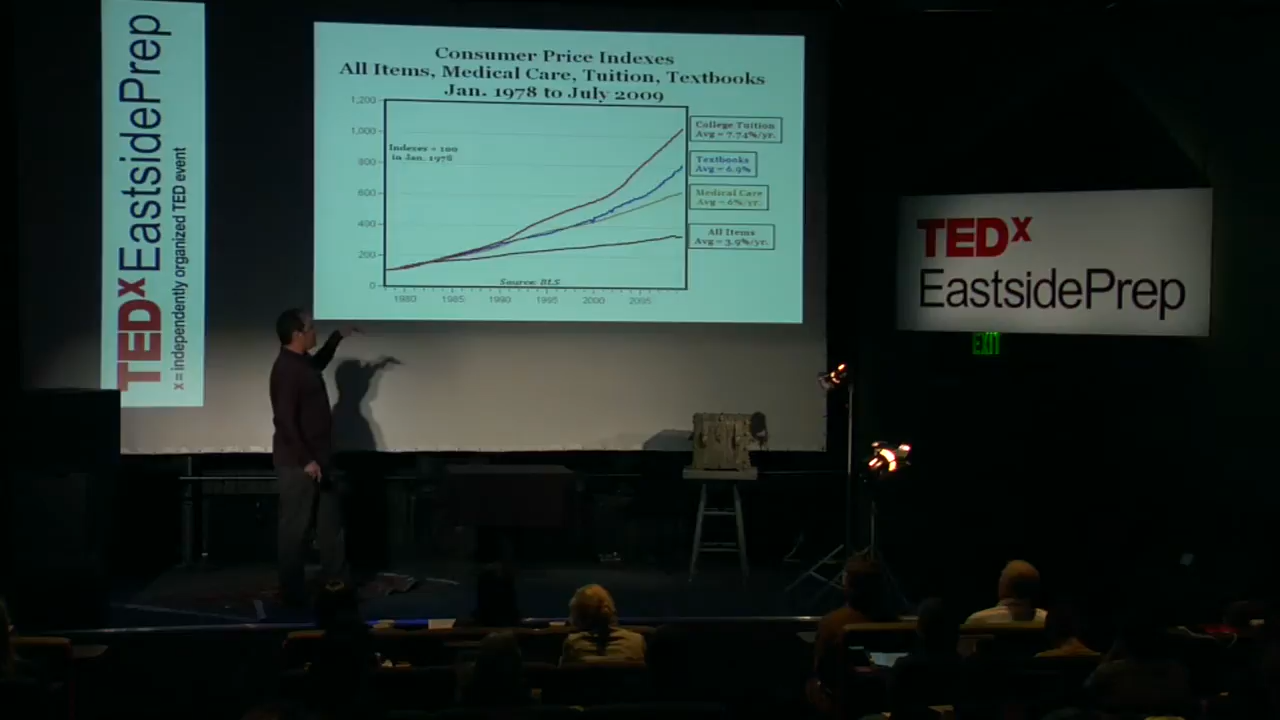 TEDxEastsidePrep
x = independently organized TED event
Consumer Price Indexes
All Items, Medical Care, Tuition, Textbooks
Jan. 1978 to July 2009
1,200
1,000
800
600
400
200
0
Indexes = 100
in Jan. 1978
College Tuition
Avg = 7.74%/yr.
Textbooks
Avg = 6.9%
Medical Care
Avg = 6%/yr.
All Items
Avg = 3.9%/yr.
Source: BLS
1980 1985 1990 1995 2000 2005
TEDx
EastsidePrep
EXIT